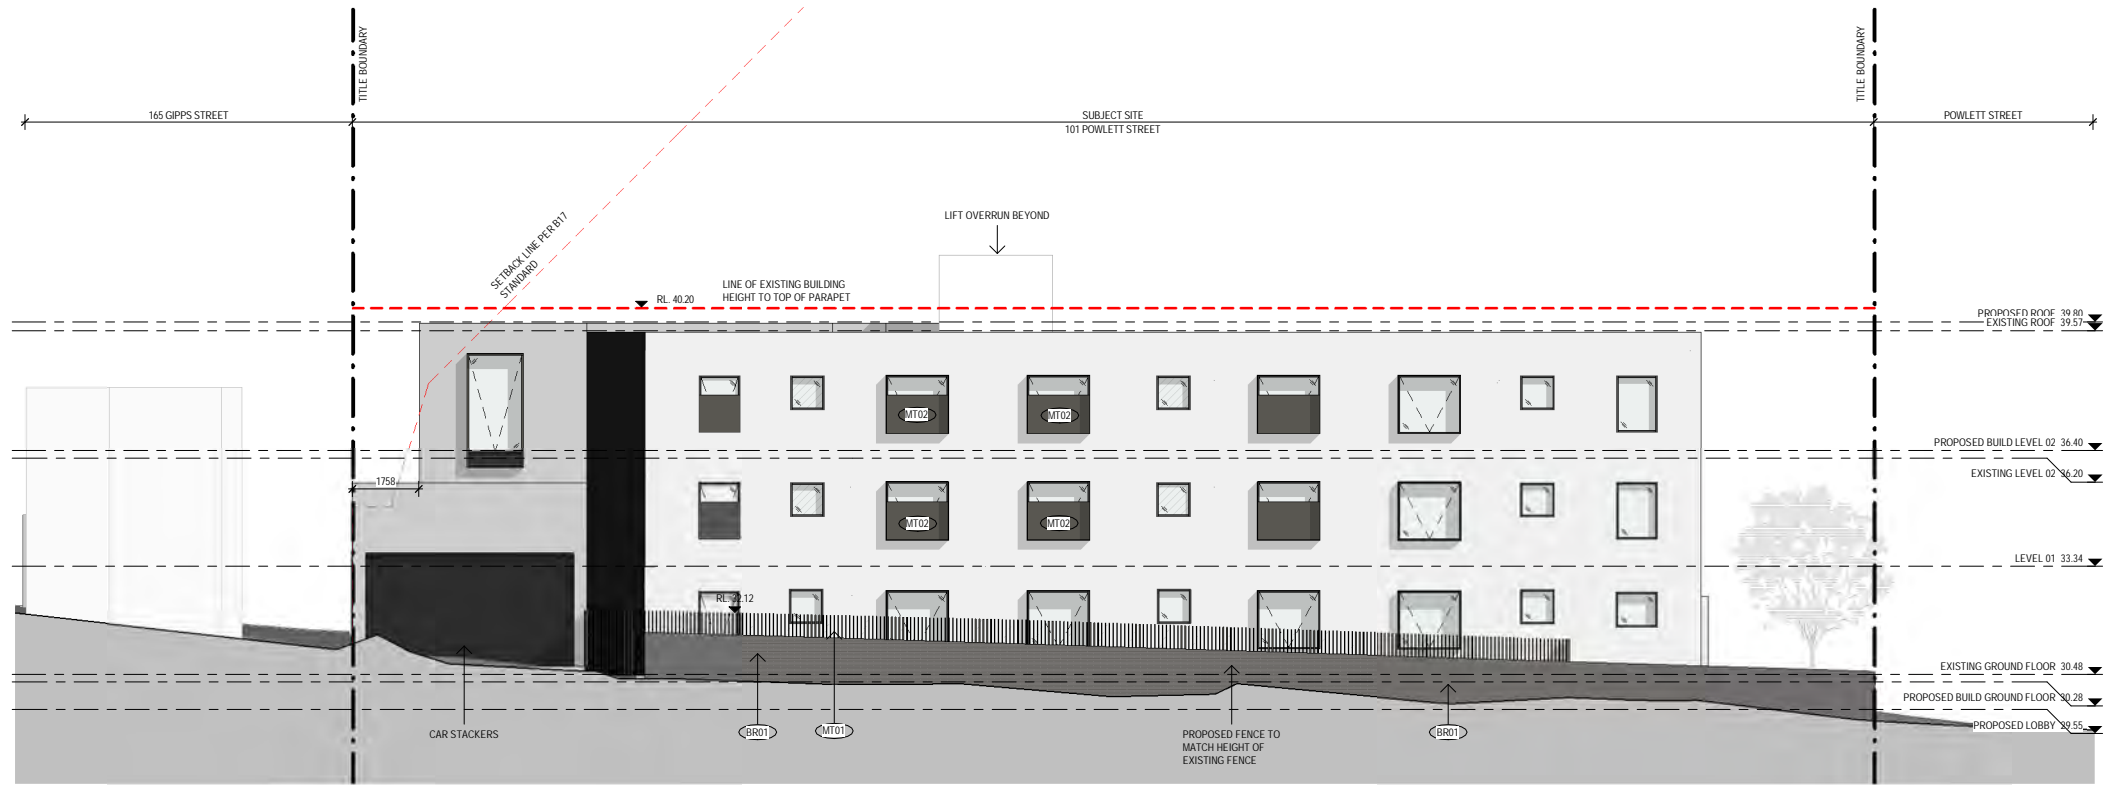 TITLE BOUNDARY
TITLE BOUNDARY
165 GIPPS STREET
SUBJECT SITE
101 POWLETT STREET
POWLETT STREET
LIFT OVERRUN BEYOND
SETBACK LINE PER B17
STANDARD
LINE OF EXISTING BUILDING
HEIGHT TO TOP OF PARAPET
RL. 40.20
PROPOSED ROOF 39.80
EXISTING ROOF 39.57
MT02
MT02
PROPOSED BUILD LEVEL 02 36.40
EXISTING LEVEL 02 36.20
1758
MT02
MT02
LEVEL 01 33.34
RL. 32.12
EXISTING GROUND FLOOR 30.48
PROPOSED BUILD GROUND FLOOR 30.28
PROPOSED LOBBY 29.55
CAR STACKERS
BR01
MT01
PROPOSED FENCE TO
MATCH HEIGHT OF
EXISTING FENCE
BR01